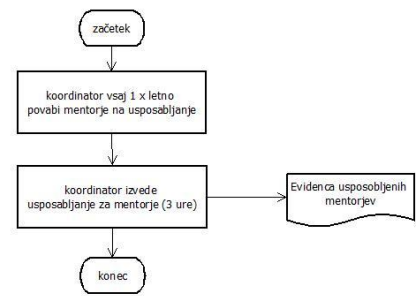 začetek
koordinator vsaj 1 x letno
povabi mentorje na usposabljanje
koordinator izvede
usposabljanje za mentorje (3 ure)
Evidenca usposobljenih
mentorjev
konec